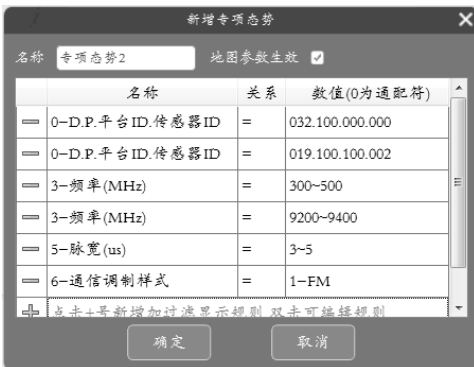 新增专项态势
名称 专项态势2 地图参数生效
名称 关系 数值(0为通配符)
0-D.P.平台ID.传感器ID = 032.100.000.000
0-D.P.平台ID.传感器ID = 019.100.100.002
3-频率(MHz) = 300~500
3-频率(MHz) = 9200~9400
5-脉宽(us) = 3~5
6-通信调制样式 = 1-FM
点击+号新增加过滤显示规则 双击可编辑规则
确定 取消